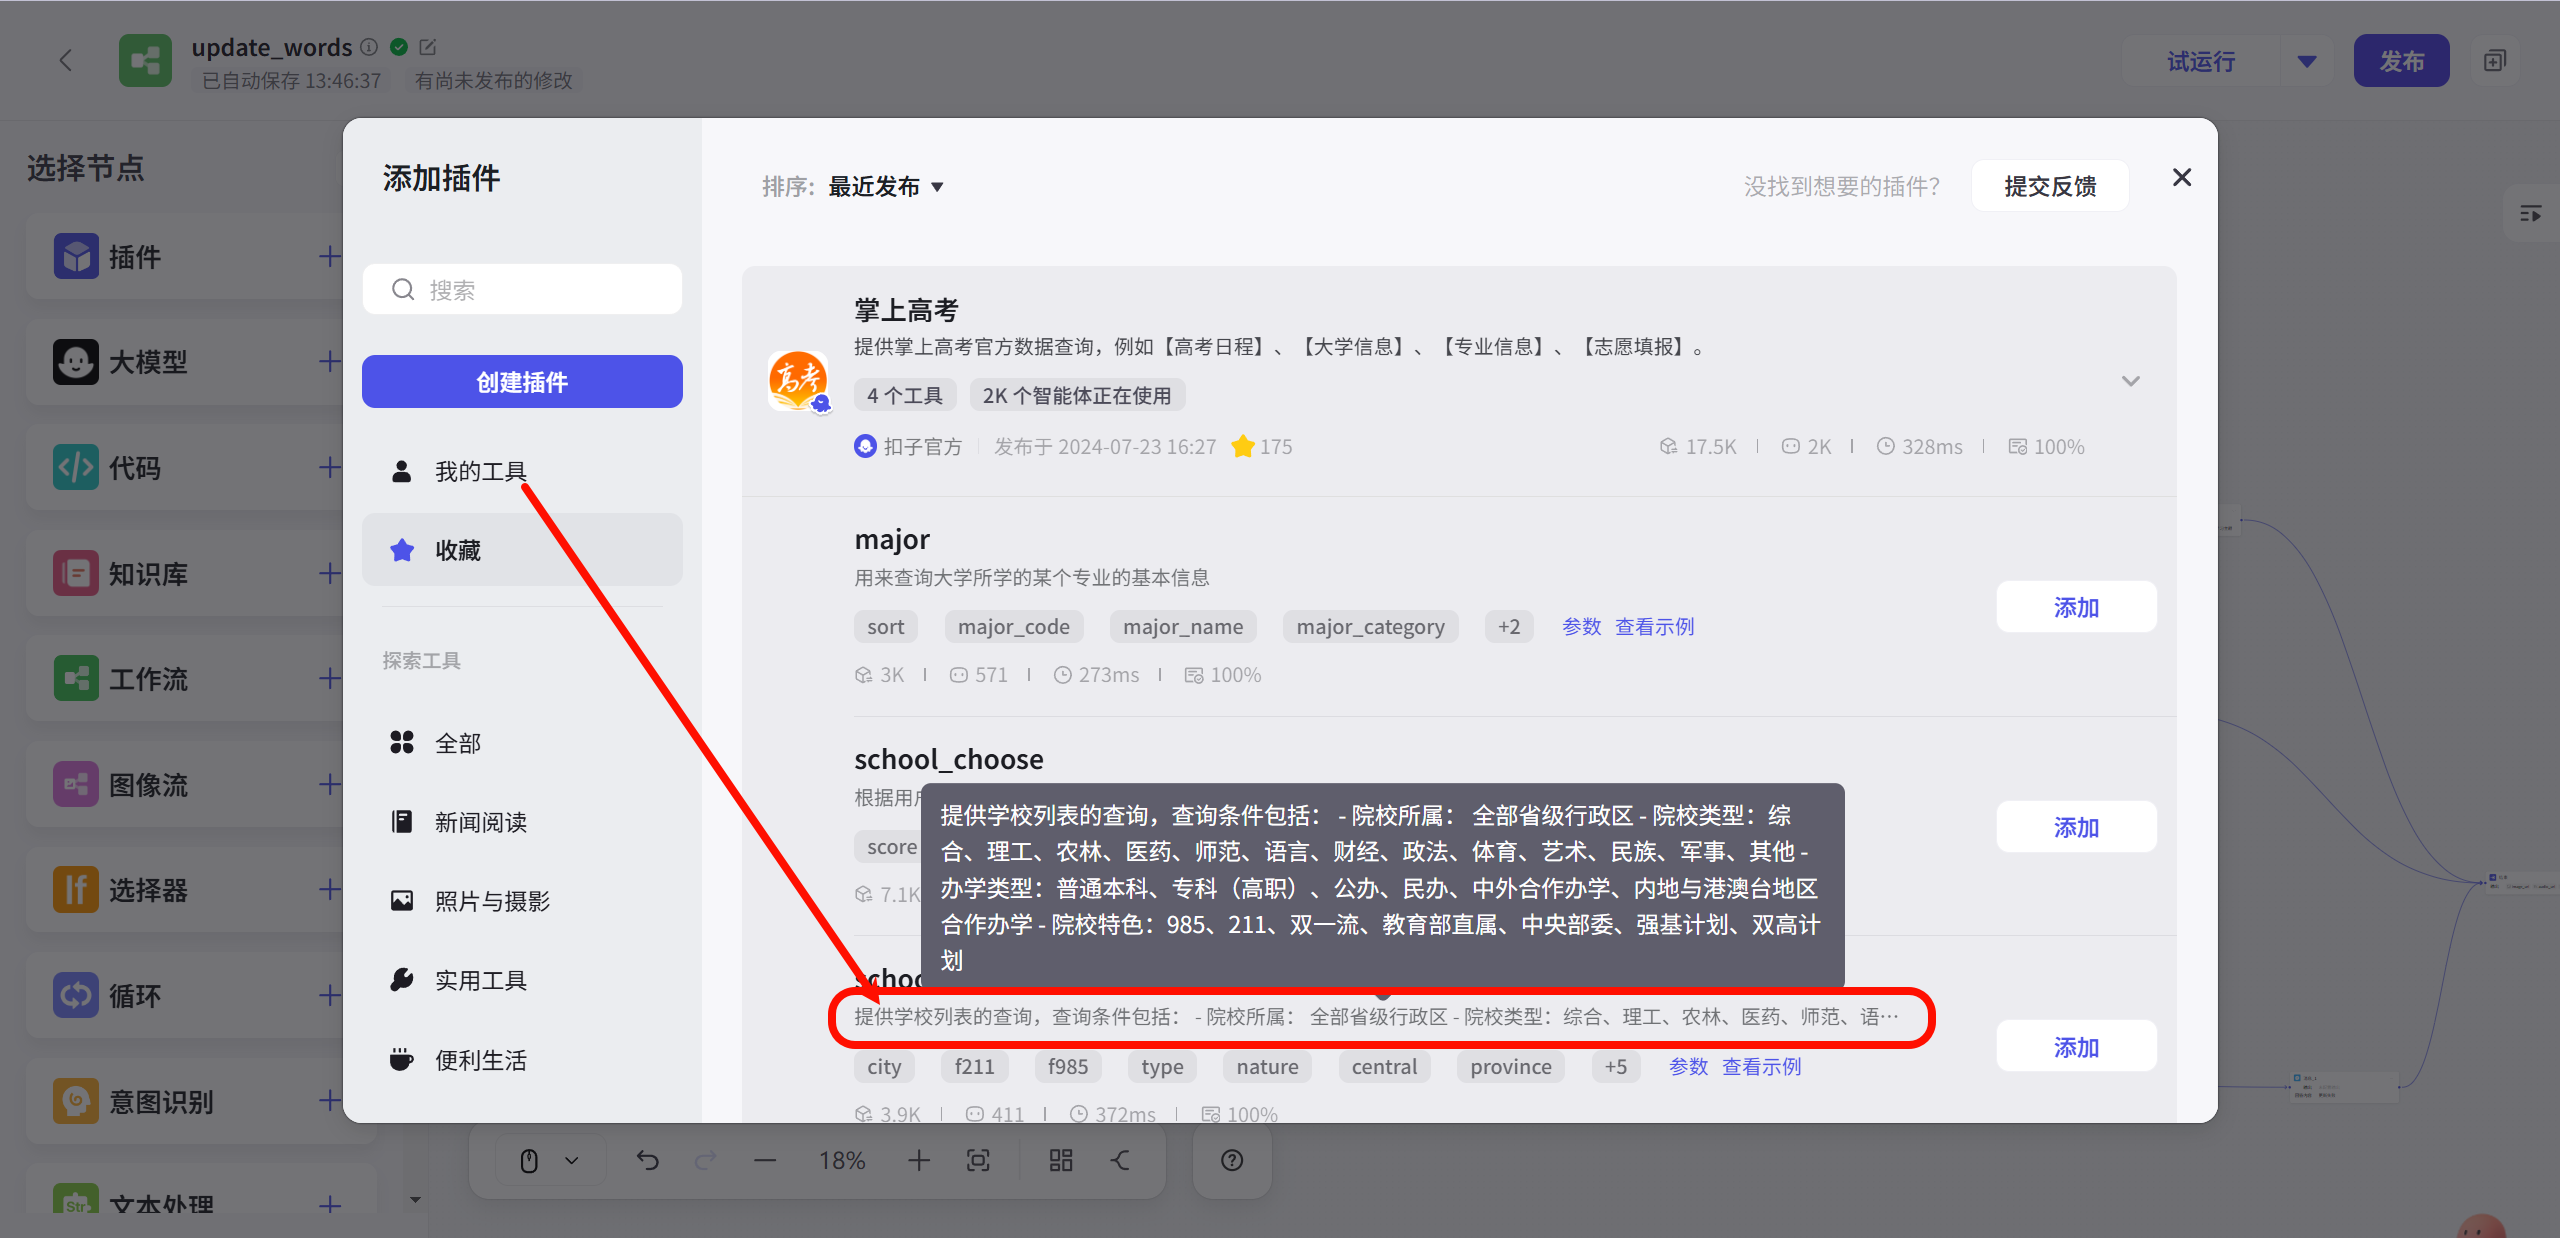 update_words
已自动保存 13:46:37 有尚未发布的修改
试运行
发布
选择节点
插件
大模型
代码
知识库
工作流
图像流
If 选择器
循环
意图识别
Str 文本处理
添加插件
搜索
创建插件
我的工具
收藏
探索工具
全部
新闻阅读
照片与摄影
实用工具
便利生活
排序: 最近发布
没找到想要的插件?
提交反馈
掌上高考
提供掌上高考官方数据查询，例如【高考日程】、【大学信息】、【专业信息】、【志愿填报】。
高考
4 个工具 2K 个智能体正在使用
扣子官方 发布于 2024-07-23 16:27 175
17.5K 2K 328ms 100%
major
用来查询大学所学的某个专业的基本信息
sort major_code major_name major_category +2 参数 查看示例
添加
3K 571 273ms 100%
school_choose
根据用户
score
添加
7.1K
提供学校列表的查询，查询条件包括： - 院校所属： 全部省级行政区 - 院校类型：综
合、理工、农林、医药、师范、语言、财经、政法、体育、艺术、民族、军事、其他 -
办学类型：普通本科、专科（高职）、公办、民办、中外合作办学、内地与港澳台地区
合作办学 - 院校特色：985、211、双一流、教育部直属、中央部委、强基计划、双高计
划
schoo
提供学校列表的查询，查询条件包括： - 院校所属： 全部省级行政区 - 院校类型：综合、理工、农林、医药、师范、语…
city f211 f985 type nature central province +5 参数 查看示例
添加
3.9K 411 372ms 100%
18%